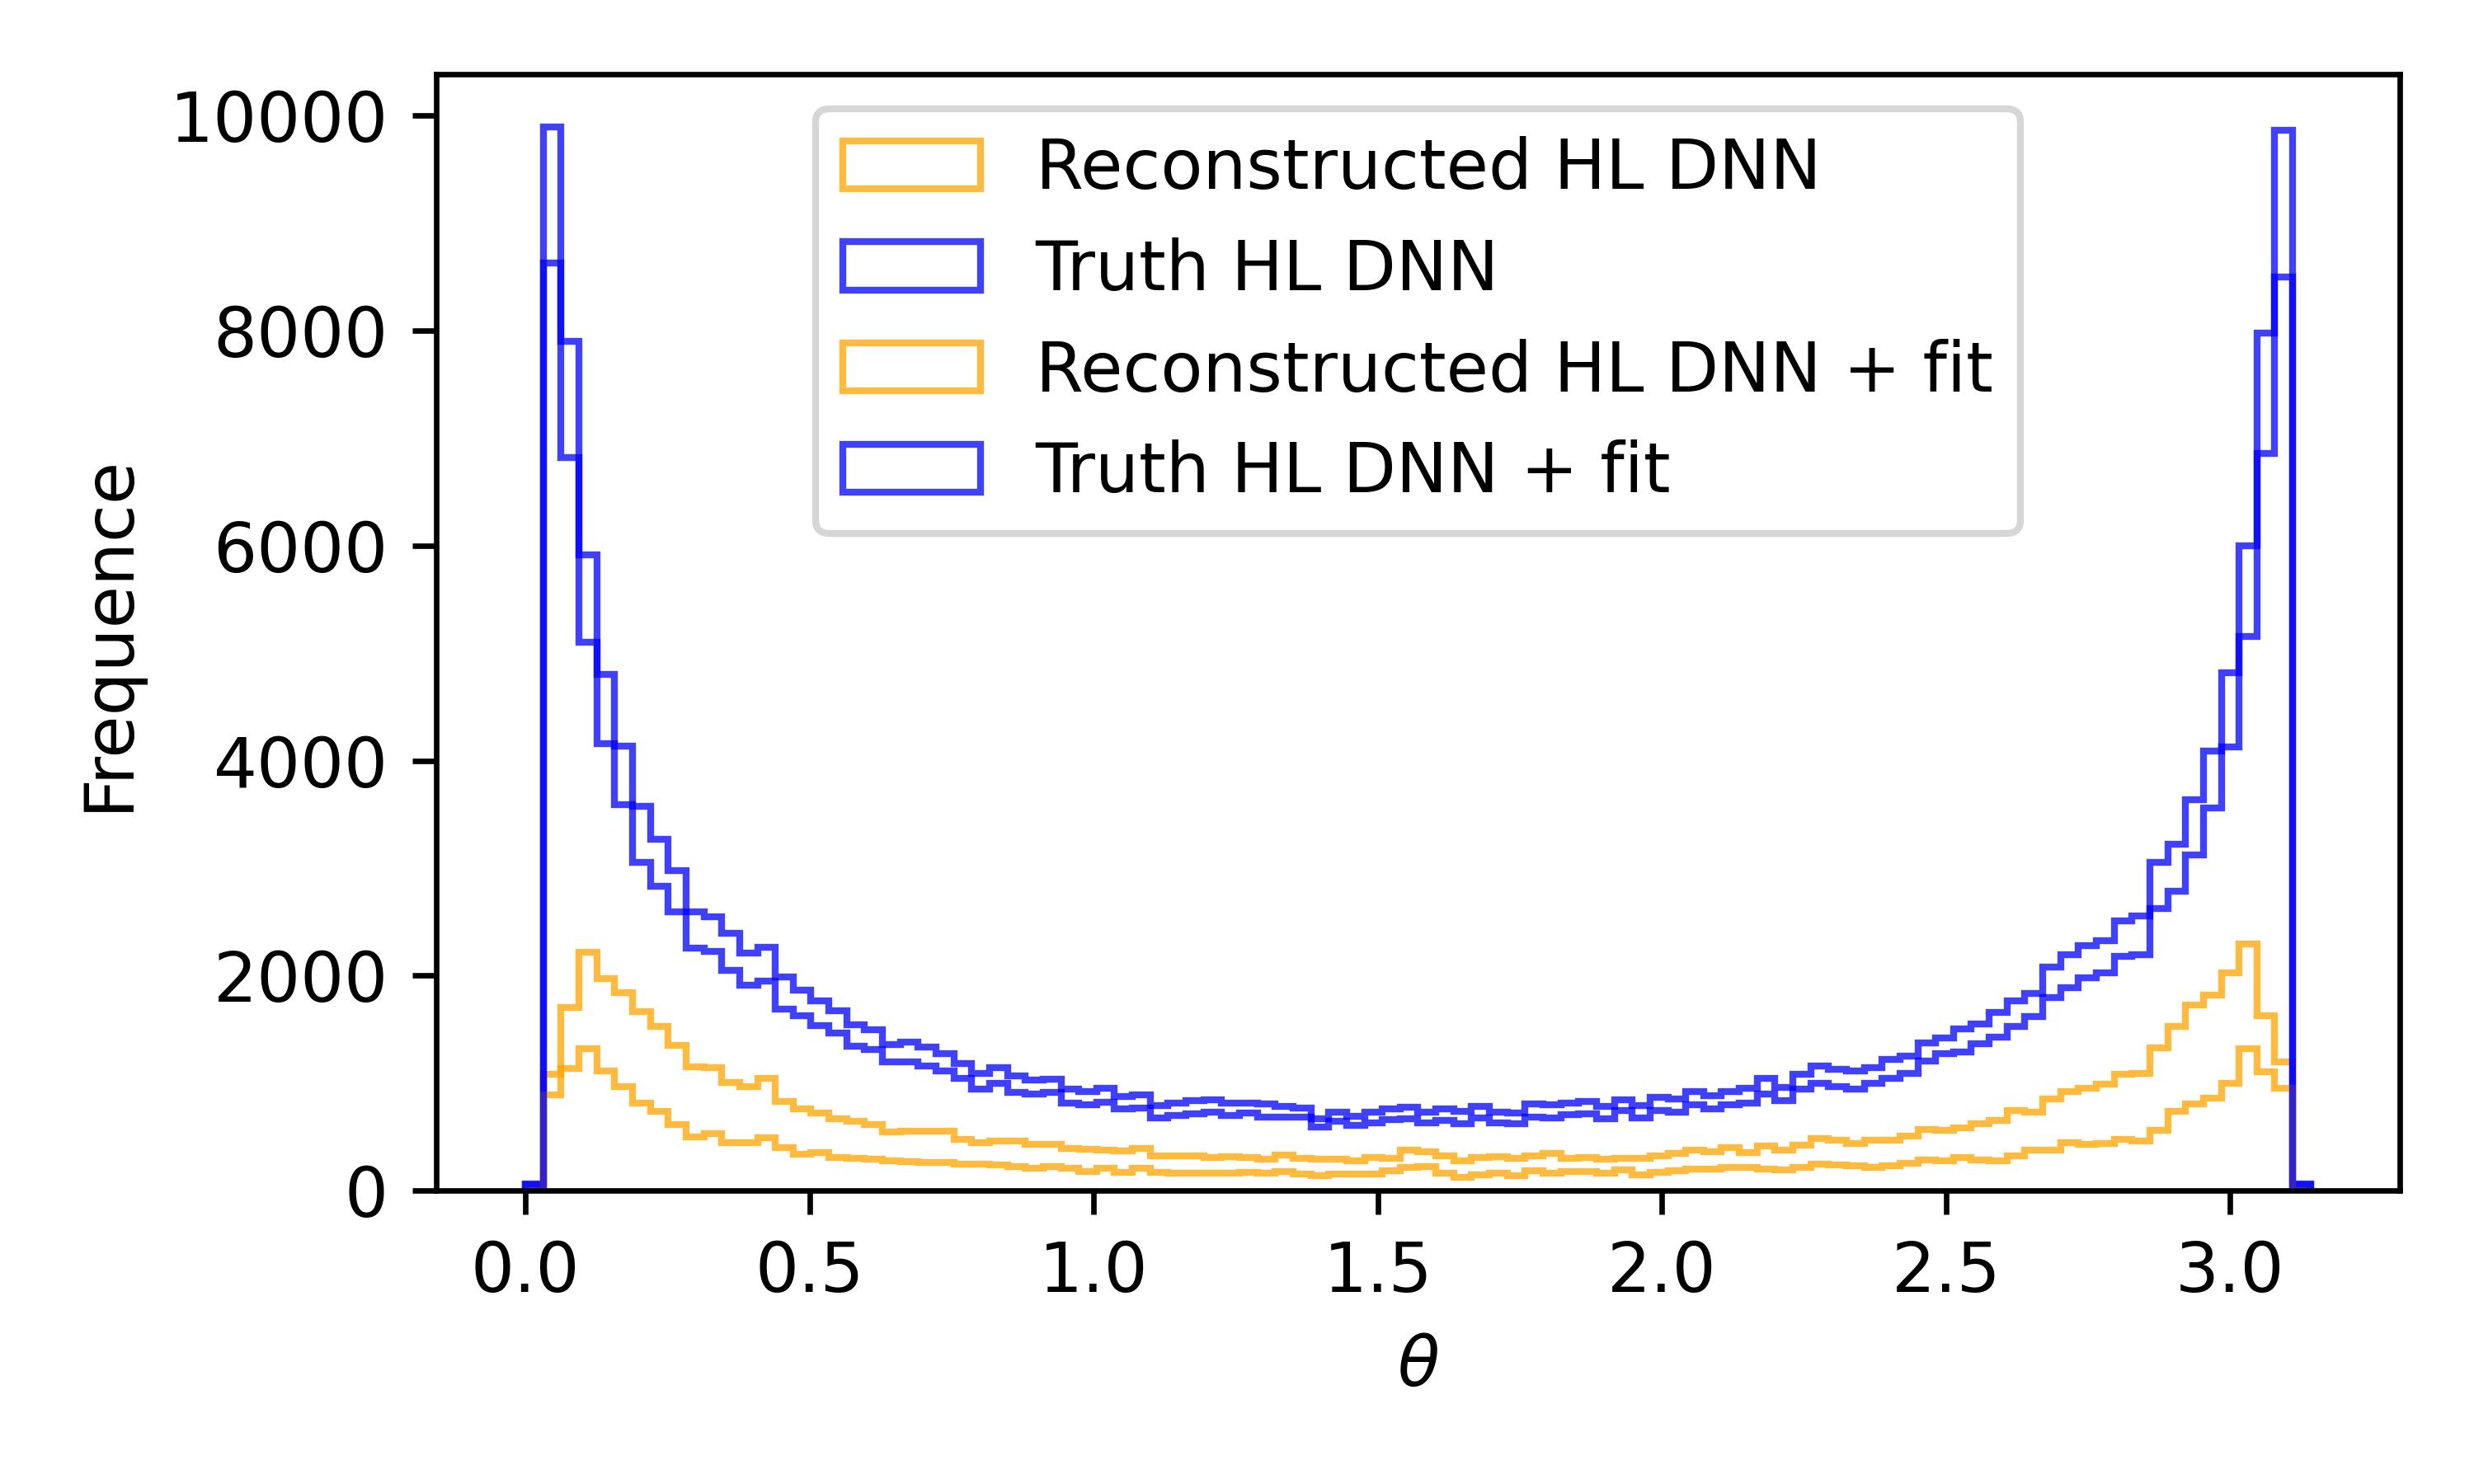 Reconstructed HL DNN
Truth HL DNN
Reconstructed HL DNN + fit
Truth HL DNN + fit
10000
8000
6000
4000
2000
0
Frequence
0.0 0.5 1.0 1.5 2.0 2.5 3.0
θ